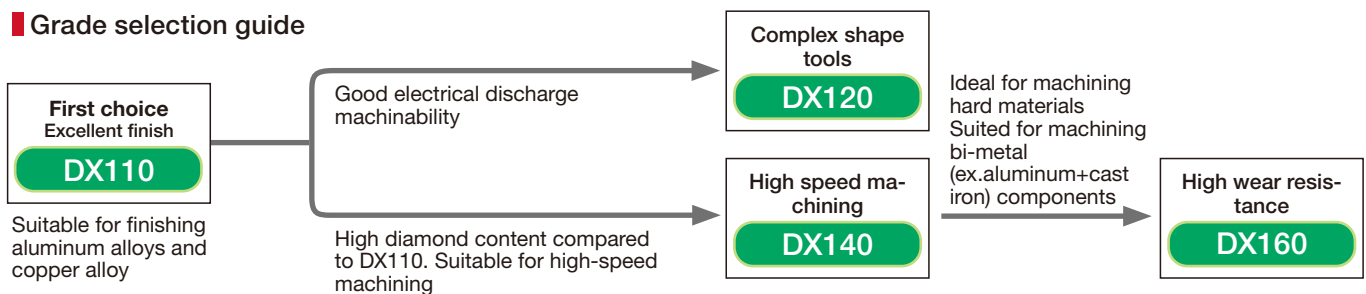 Grade selection guide
First choice
Excellent finish
DX110
Suitable for finishing
aluminum alloys and
copper alloy
Good electrical discharge
machinability
Complex shape
tools
DX120
High diamond content compared
to DX110. Suitable for high-speed
machining
High speed ma-
chining
DX140
Ideal for machining
hard materials
Suited for machining
bi-metal
(ex.aluminum+cast
iron) components
High wear resis-
tance
DX160